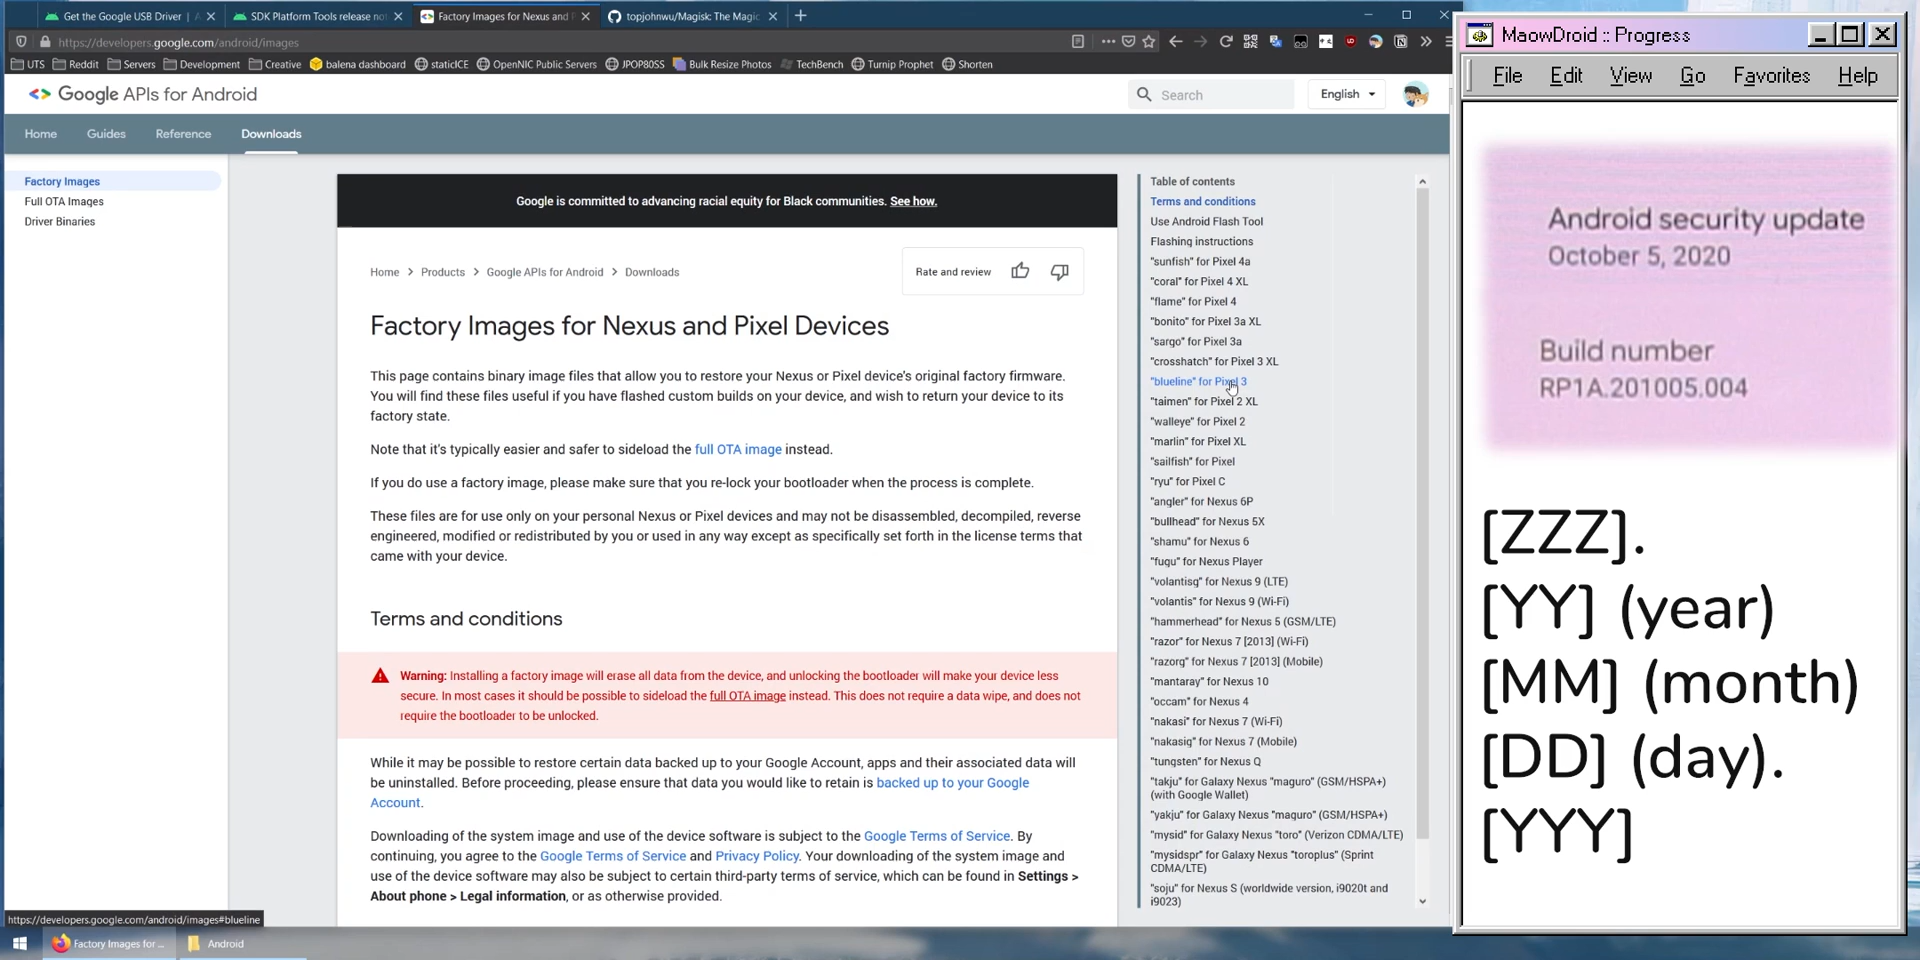 Get the Google USB Driver | A
SDK Platform Tools release no
Factory Images for Nexus and P
topjohnwu/Magisk: The Magic
https://developers.google.com/android/images
UTS
Reddit
Servers
Development
Creative
balena dashboard
staticICE
OpenNIC Public Servers
JPOP80SS
Bulk Resize Photos
TechBench
Turnip Prophet
Shorten
Google APIs for Android
Search
English
Home
Guides
Reference
Downloads
Factory Images
Full OTA Images
Driver Binaries
Google is committed to advancing racial equity for Black communities. See how.
Home > Products > Google APIs for Android > Downloads
Rate and review
Factory Images for Nexus and Pixel Devices
This page contains binary image files that allow you to restore your Nexus or Pixel device's original factory firmware.
You will find these files useful if you have flashed custom builds on your device, and wish to return your device to its
factory state.
Note that it's typically easier and safer to sideload the full OTA image instead.
If you do use a factory image, please make sure that you re-lock your bootloader when the process is complete.
These files are for use only on your personal Nexus or Pixel devices and may not be disassembled, decompiled, reverse
engineered, modified or redistributed by you or used in any way except as specifically set forth in the license terms that
came with your device.
Terms and conditions
Warning: Installing a factory image will erase all data from the device, and unlocking the bootloader will make your device less
secure. In most cases it should be possible to sideload the full OTA image instead. This does not require a data wipe, and does not
require the bootloader to be unlocked.
While it may be possible to restore certain data backed up to your Google Account, apps and their associated data will
be uninstalled. Before proceeding, please ensure that data you would like to retain is backed up to your Google
Account.
Downloading of the system image and use of the device software is subject to the Google Terms of Service. By
continuing, you agree to the Google Terms of Service and Privacy Policy. Your downloading of the system image and
use of the device software may also be subject to certain third-party terms of service, which can be found in Settings >
About phone > Legal information, or as otherwise provided.
Table of contents
Terms and conditions
Use Android Flash Tool
Flashing instructions
"sunfish" for Pixel 4a
"coral" for Pixel 4 XL
"flame" for Pixel 4
"bonito" for Pixel 3a XL
"sargo" for Pixel 3a
"crosshatch" for Pixel 3 XL
"blueline" for Pixel 3
"taimen" for Pixel 2 XL
"walleye" for Pixel 2
"marlin" for Pixel XL
"sailfish" for Pixel
"ryu" for Pixel C
"angler" for Nexus 6P
"bullhead" for Nexus 5X
"shamu" for Nexus 6
"fugu" for Nexus Player
"volantisg" for Nexus 9 (LTE)
"volantis" for Nexus 9 (Wi-Fi)
"hammerhead" for Nexus 5 (GSM/LTE)
"razor" for Nexus 7 [2013] (Wi-Fi)
"razorg" for Nexus 7 [2013] (Mobile)
"mantaray" for Nexus 10
"occam" for Nexus 4
"nakasi" for Nexus 7 (Wi-Fi)
"nakasig" for Nexus 7 (Mobile)
"tungsten" for Nexus Q
"takju" for Galaxy Nexus "maguro" (GSM/HSPA+)
(with Google Wallet)
"yakju" for Galaxy Nexus "maguro" (GSM/HSPA+)
"mysid" for Galaxy Nexus "toro" (Verizon CDMA/LTE)
"mysidspr" for Galaxy Nexus "toroplus" (Sprint
CDMA/LTE)
"soju" for Nexus S (worldwide version, i9020t and
i9023)
https://developers.google.com/android/images#blueline
Factory Images for ...
Android
MaowDroid :: Progress
File
Edit
View
Go
Favorites
Help
Android security update
October 5, 2020
Build number
RP1A.201005.004
[ZZZ].
[YY] (year)
[MM] (month)
[DD] (day).
[YYY]